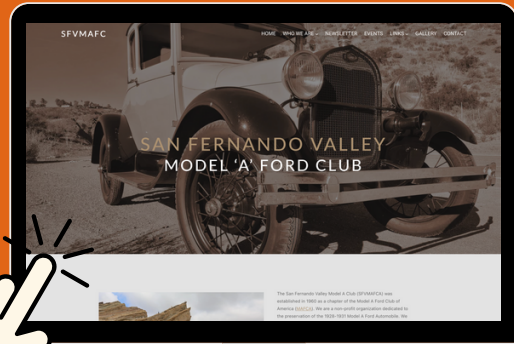 SFVMAFC
HOME WHO WE ARE NEWSLETTER EVENTS LINKS GALLERY CONTACT
SAN FERNANDO VALLEY
MODEL 'A' FORD CLUB
The San Fernando Valley Model A Club (SFVMAFCA) was
established in 1960 as a chapter of the Model A Ford Club of
America (MAFCA). We are a non-profit organization dedicated to
the preservation of the 1928-1931 Model A Ford Automobile. We